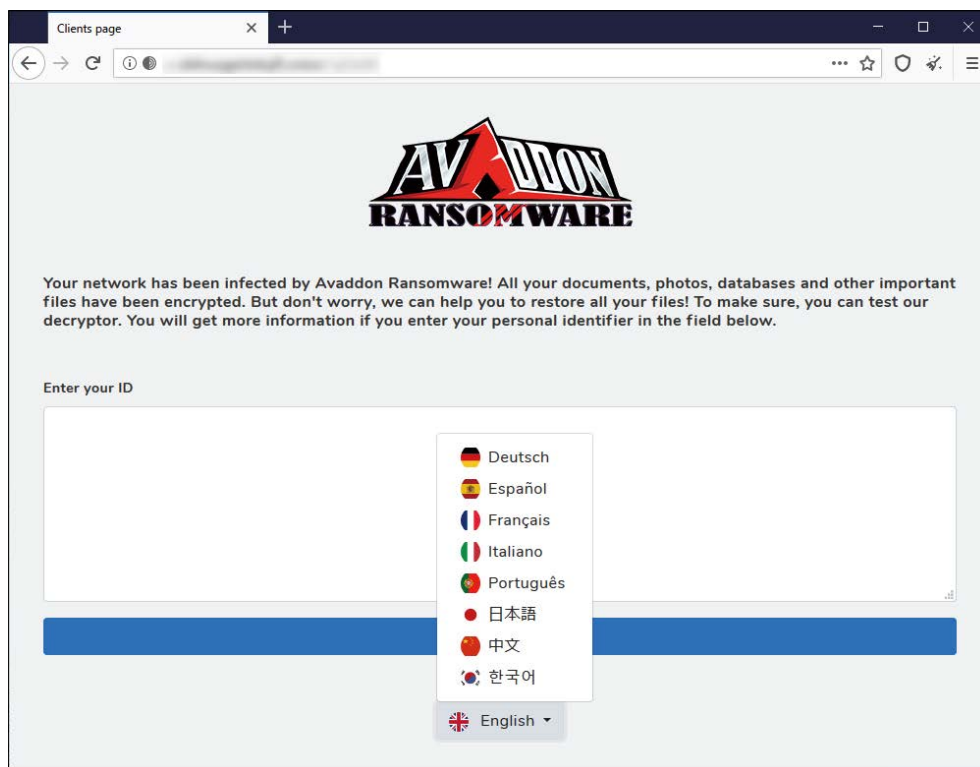 Clients page
AVADDON
RANSOMWARE
Your network has been infected by Avaddon Ransomware! All your documents, photos, databases and other important
files have been encrypted. But don't worry, we can help you to restore all your files! To make sure, you can test our
decryptor. You will get more information if you enter your personal identifier in the field below.
Enter your ID
Deutsch
Español
Français
Italiano
Português
日本語
中文
한국어
English